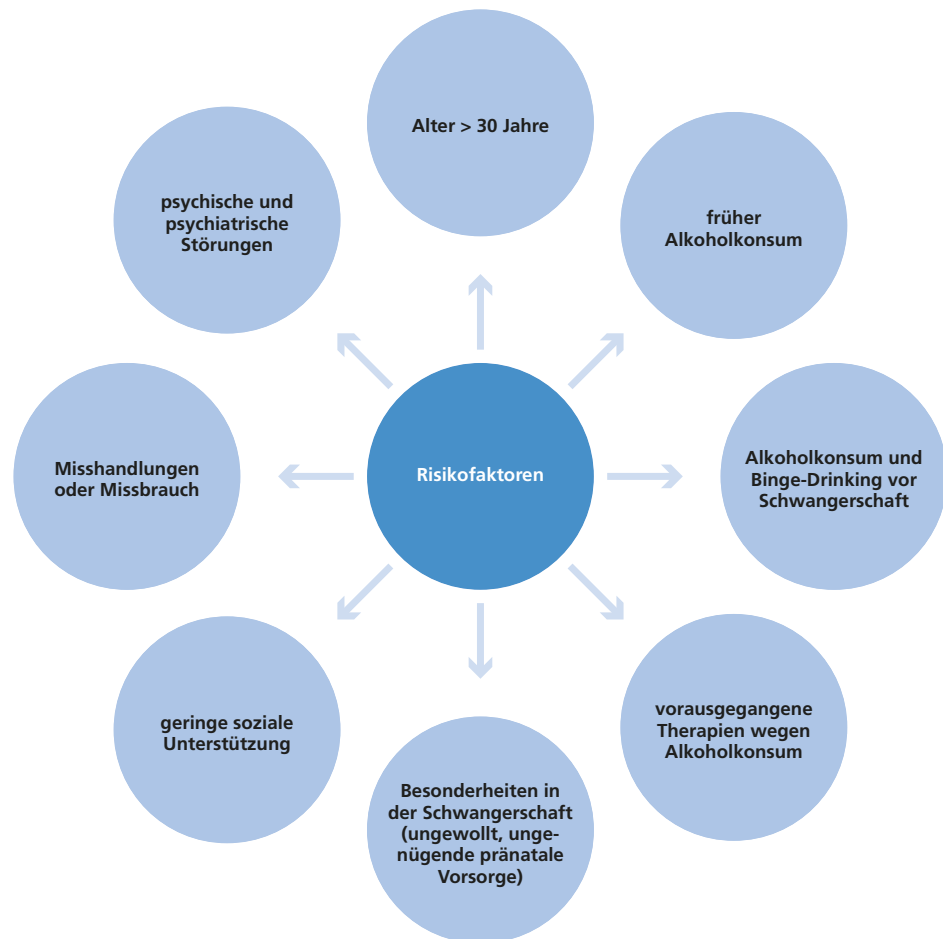 Alter > 30 Jahre
früher
Alkoholkonsum
Alkoholkonsum und
Binge-Drinking vor
Schwangerschaft
vorausgegangene
Therapien wegen
Alkoholkonsum
Besonderheiten in
der Schwangerschaft
(ungewollt, unge-
nügende pränatale
Vorsorge)
geringe soziale
Unterstützung
Misshandlungen
oder Missbrauch
psychische und
psychiatrische
Störungen
Risikofaktoren